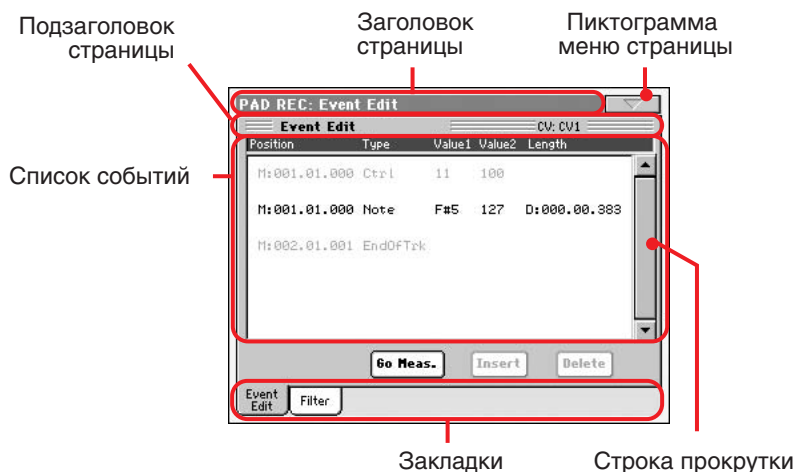 Подзаголовок
страницы
Заголовок
страницы
Пиктограмма
меню страницы
PAD REC: Event Edit
Event Edit CV: CV1
Position Type Value1 Value2 Length
Список событий
M:001.01.000 Ctrl 11 100
M:001.01.000 Note F#5 127 D:000.00.383
M:002.01.001 EndOfTrk
Go Meas. Insert Delete
Event
Edit
Filter
Закладки
Строка прокрутки